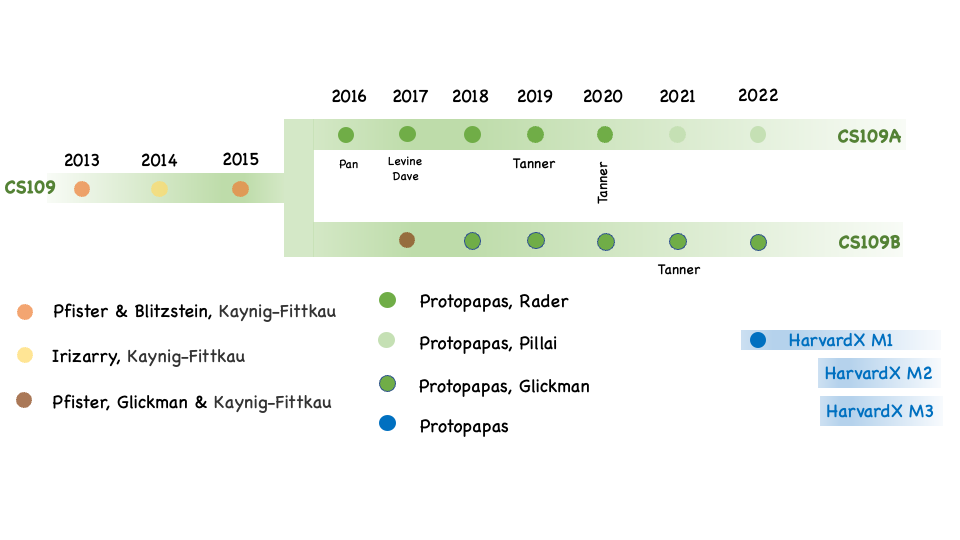 2016 2017 2018 2019 2020 2021 2022
CS109A
Pan
Levine
Dave
Tanner
Tanner
2013 2014 2015
CS109
CS109B
Tanner
Pfister & Blitzstein, Kaynig-Fittkau
Irizarry, Kaynig-Fittkau
Pfister, Glickman & Kaynig-Fittkau
Protopapas, Rader
Protopapas, Pillai
Protopapas, Glickman
Protopapas
HarvardX M1
HarvardX M2
HarvardX M3